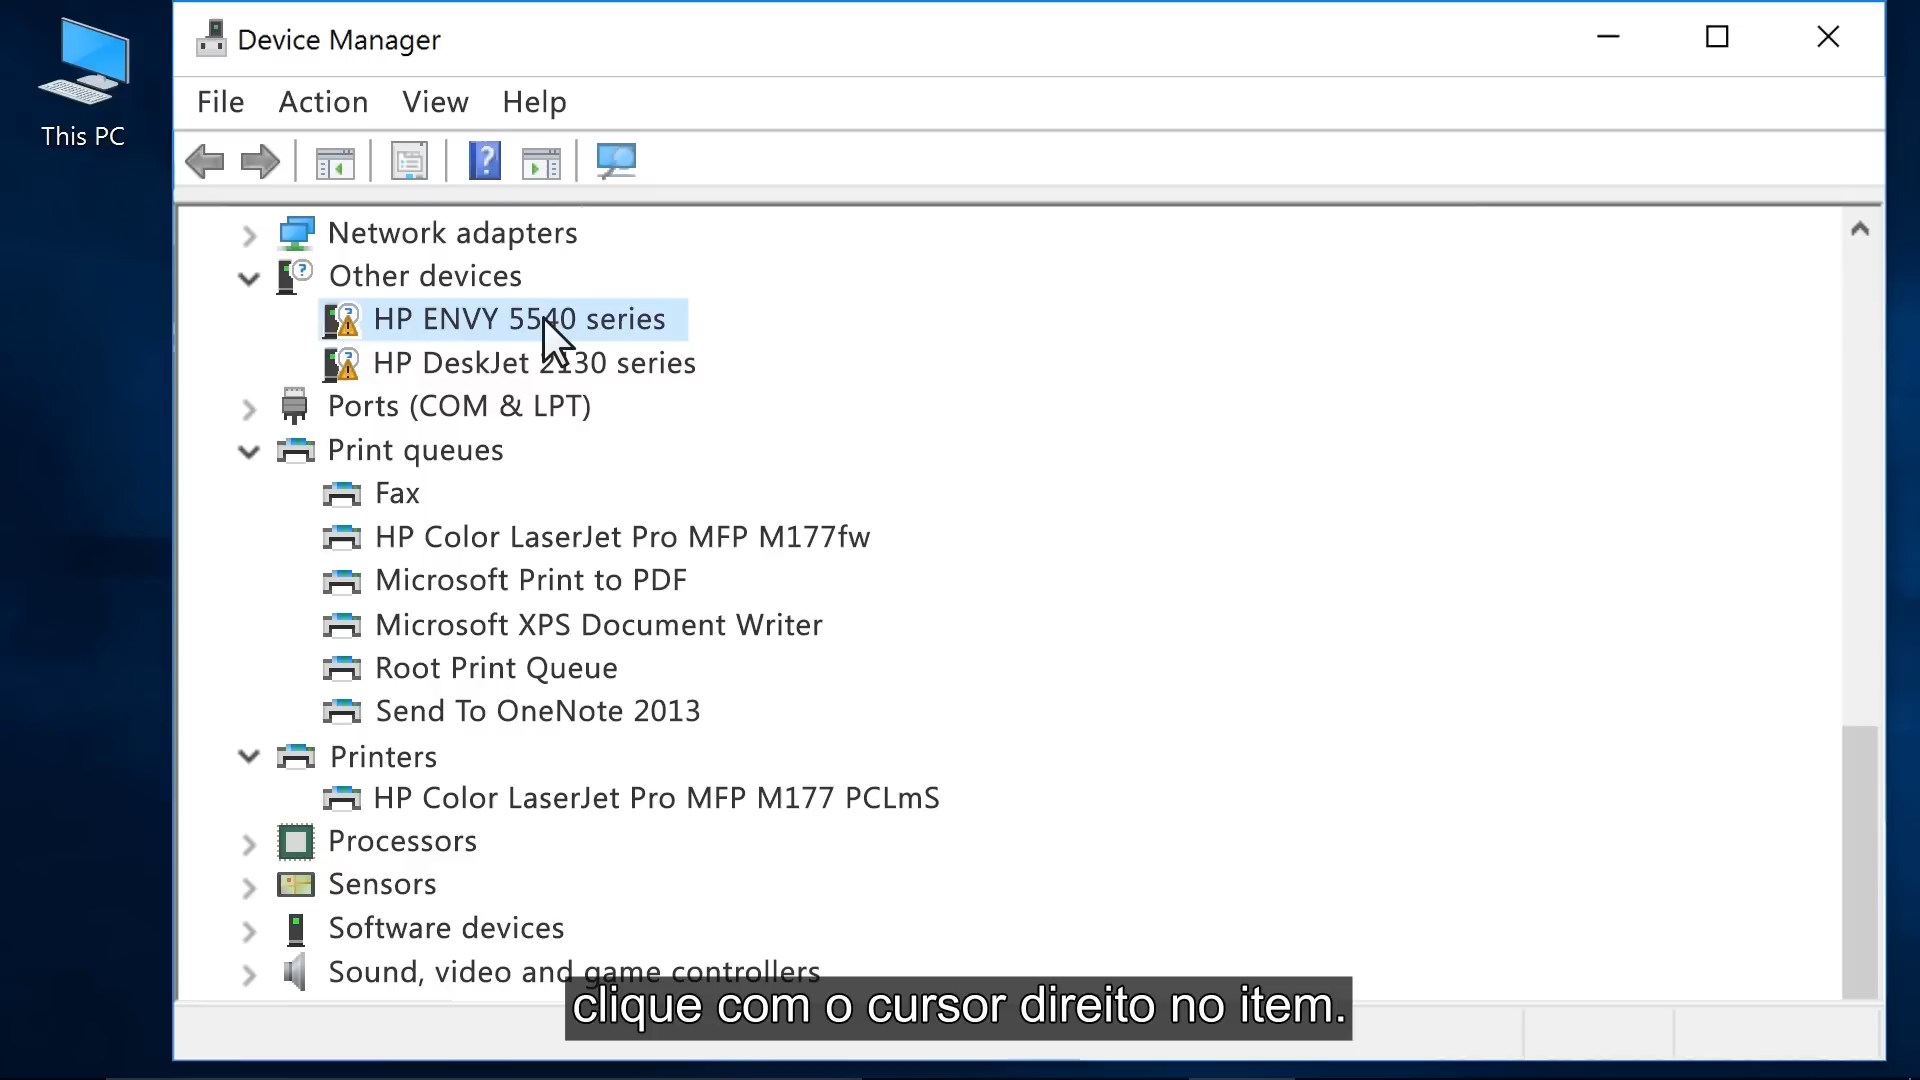 This PC
Device Manager
File Action View Help
Network adapters
Other devices
HP ENVY 5540 series
HP DeskJet 2130 series
Ports (COM & LPT)
Print queues
Fax
HP Color LaserJet Pro MFP M177fw
Microsoft Print to PDF
Microsoft XPS Document Writer
Root Print Queue
Send To OneNote 2013
Printers
HP Color LaserJet Pro MFP M177 PCLmS
Processors
Sensors
Software devices
Sound, video and game controllers
clique com o cursor direito no item.